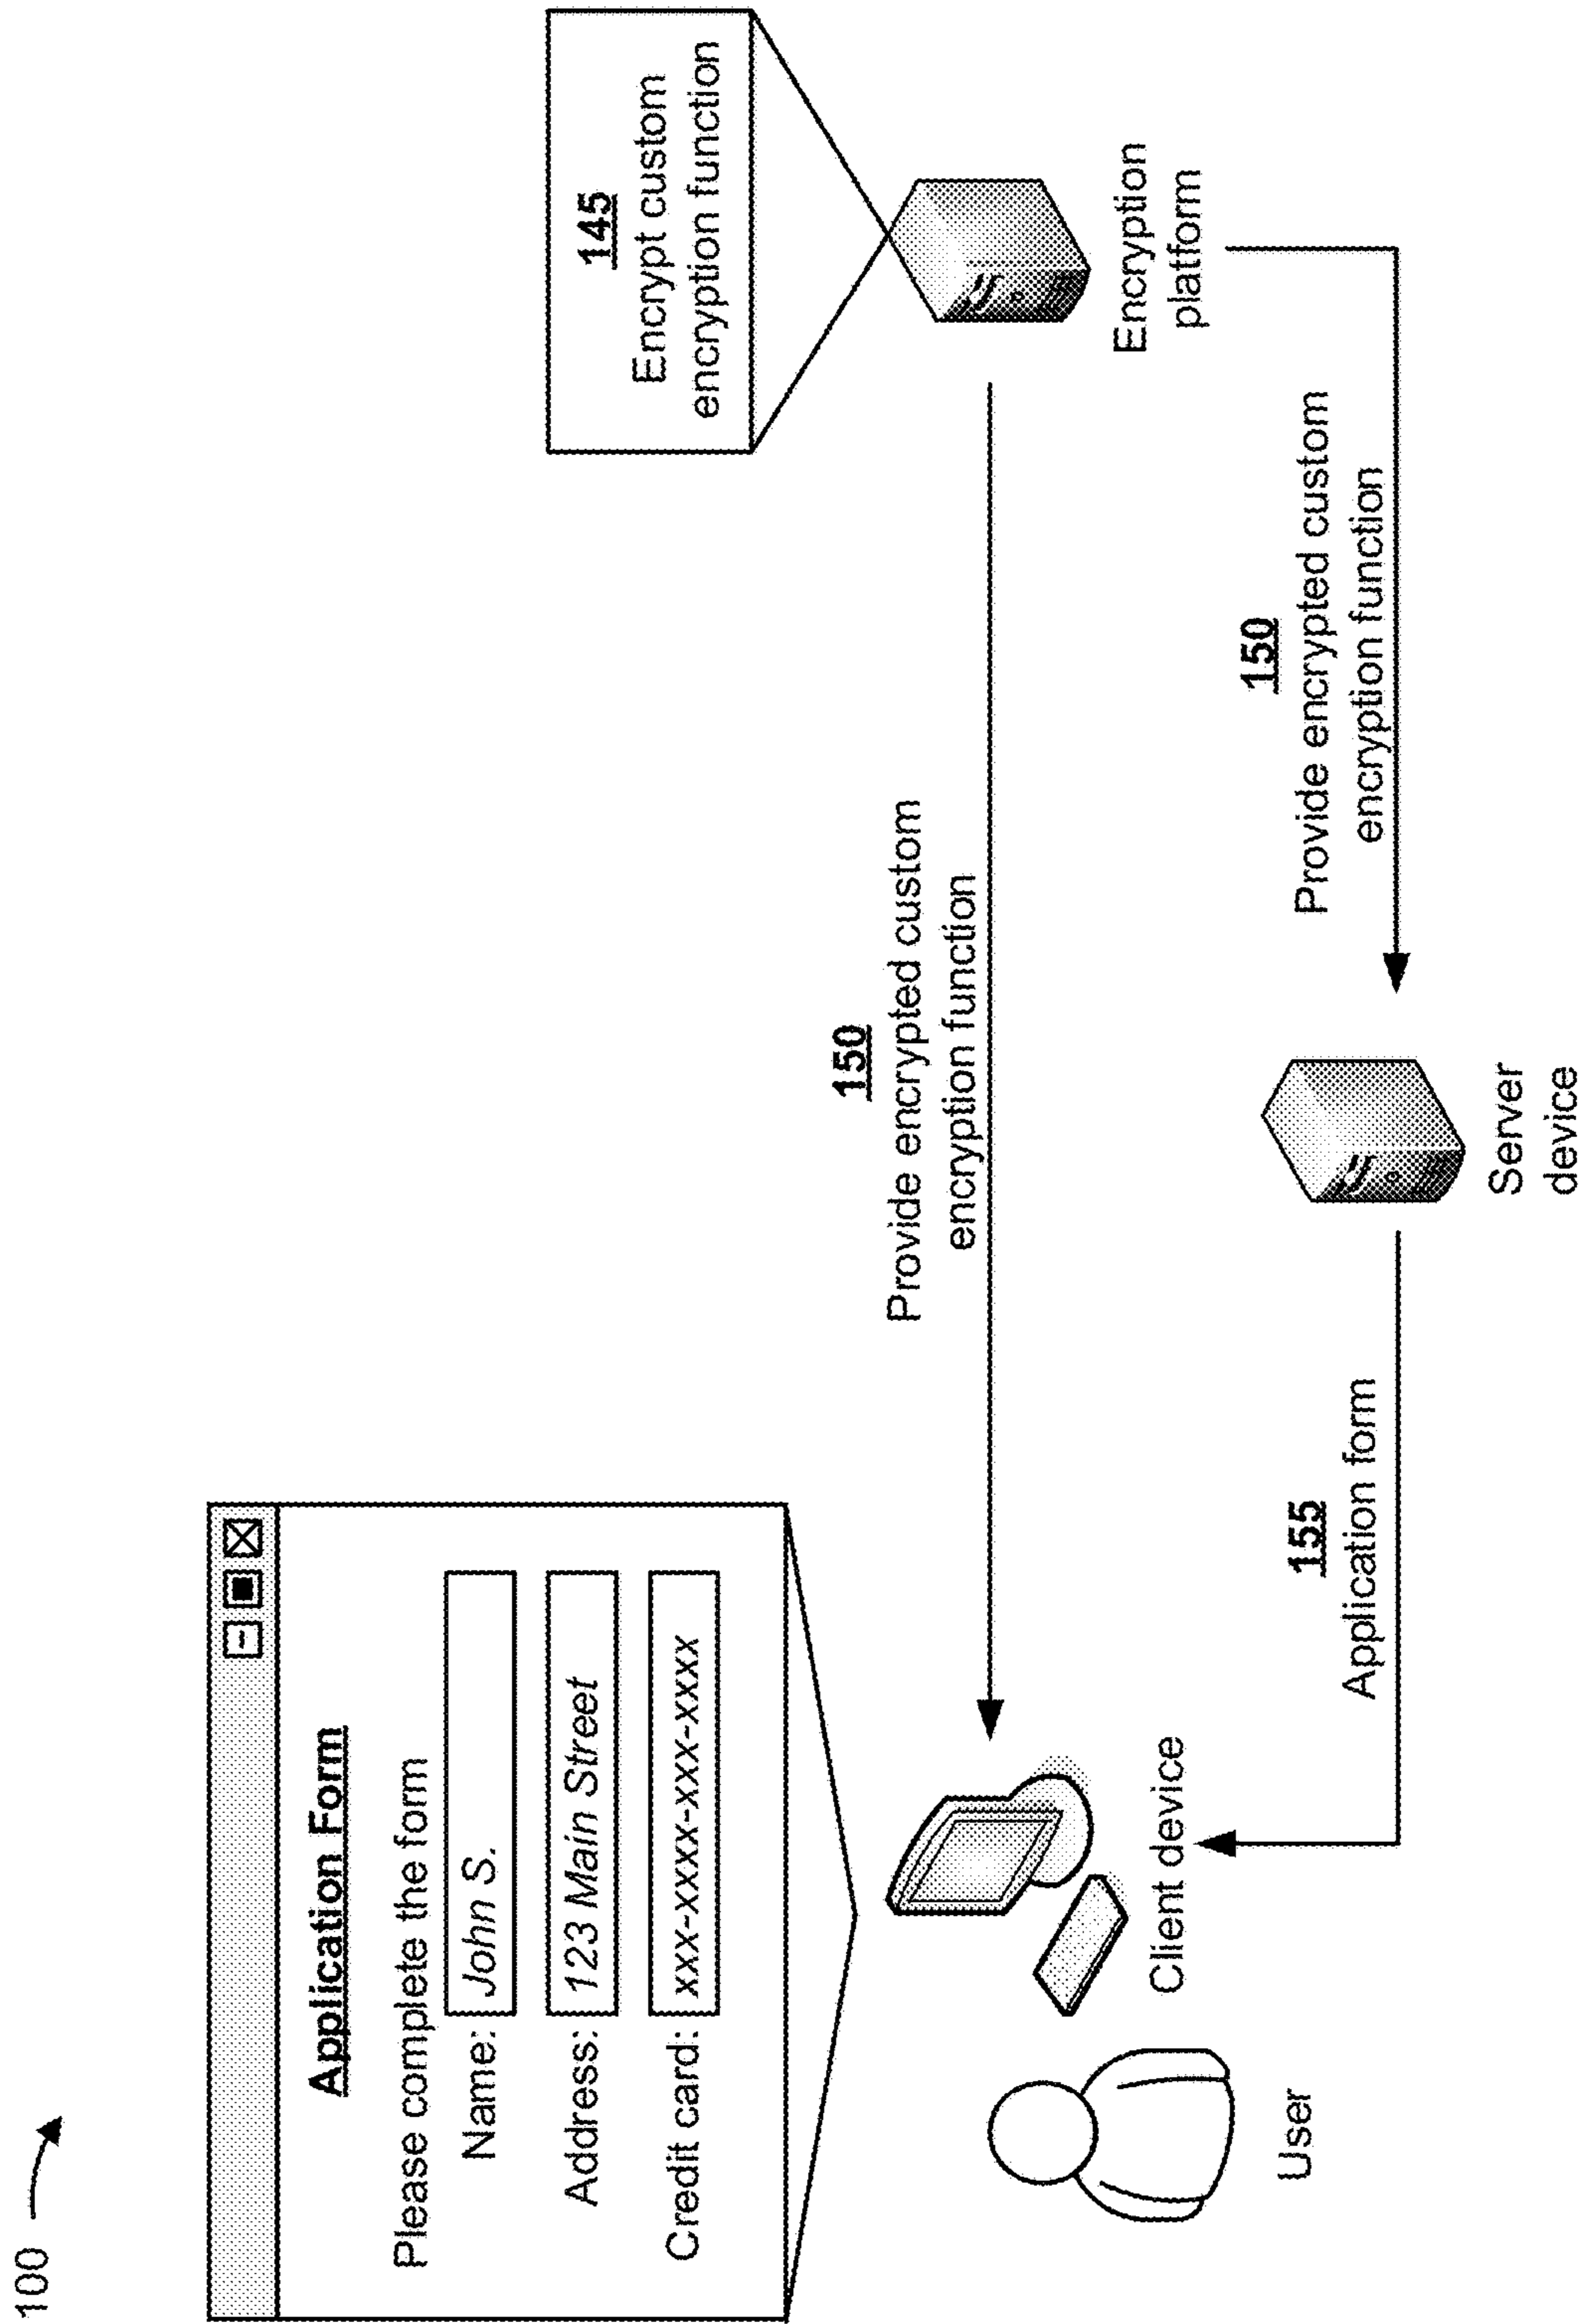 100
Application Form
Please complete the form
Name: John S.
Address: 123 Main Street
Credit card: xxx-xxxx-xxx-xxx
145
Encrypt custom
encryption function
150
Provide encrypted custom
encryption function
User
Client device
Encryption
platform
155
Application form
150
Provide encrypted custom
encryption function
Server
device